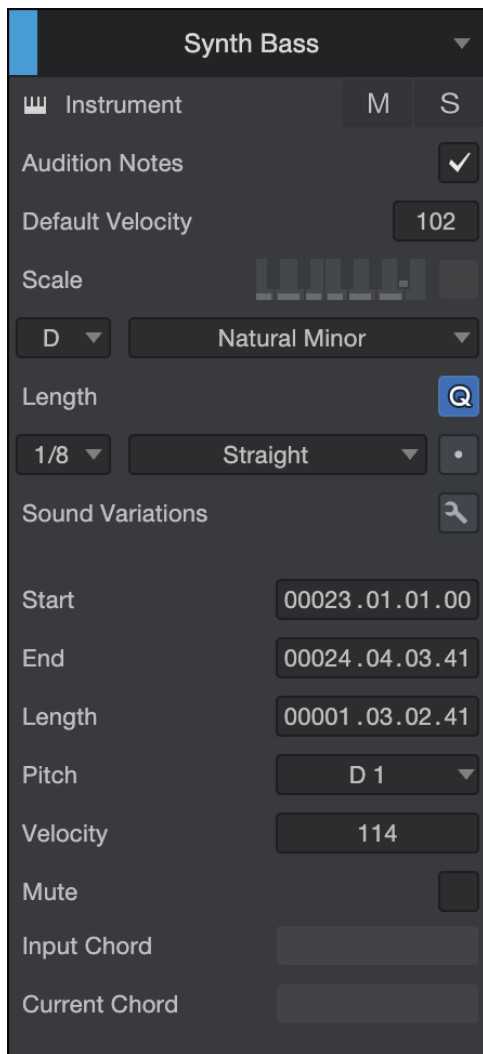 Synth Bass
Instrument M S
Audition Notes
Default Velocity 102
Scale
D Natural Minor
Length Q
1/8 Straight
Sound Variations
Start 00023.01.01.00
End 00024.04.03.41
Length 00001.03.02.41
Pitch D 1
Velocity 114
Mute
Input Chord
Current Chord